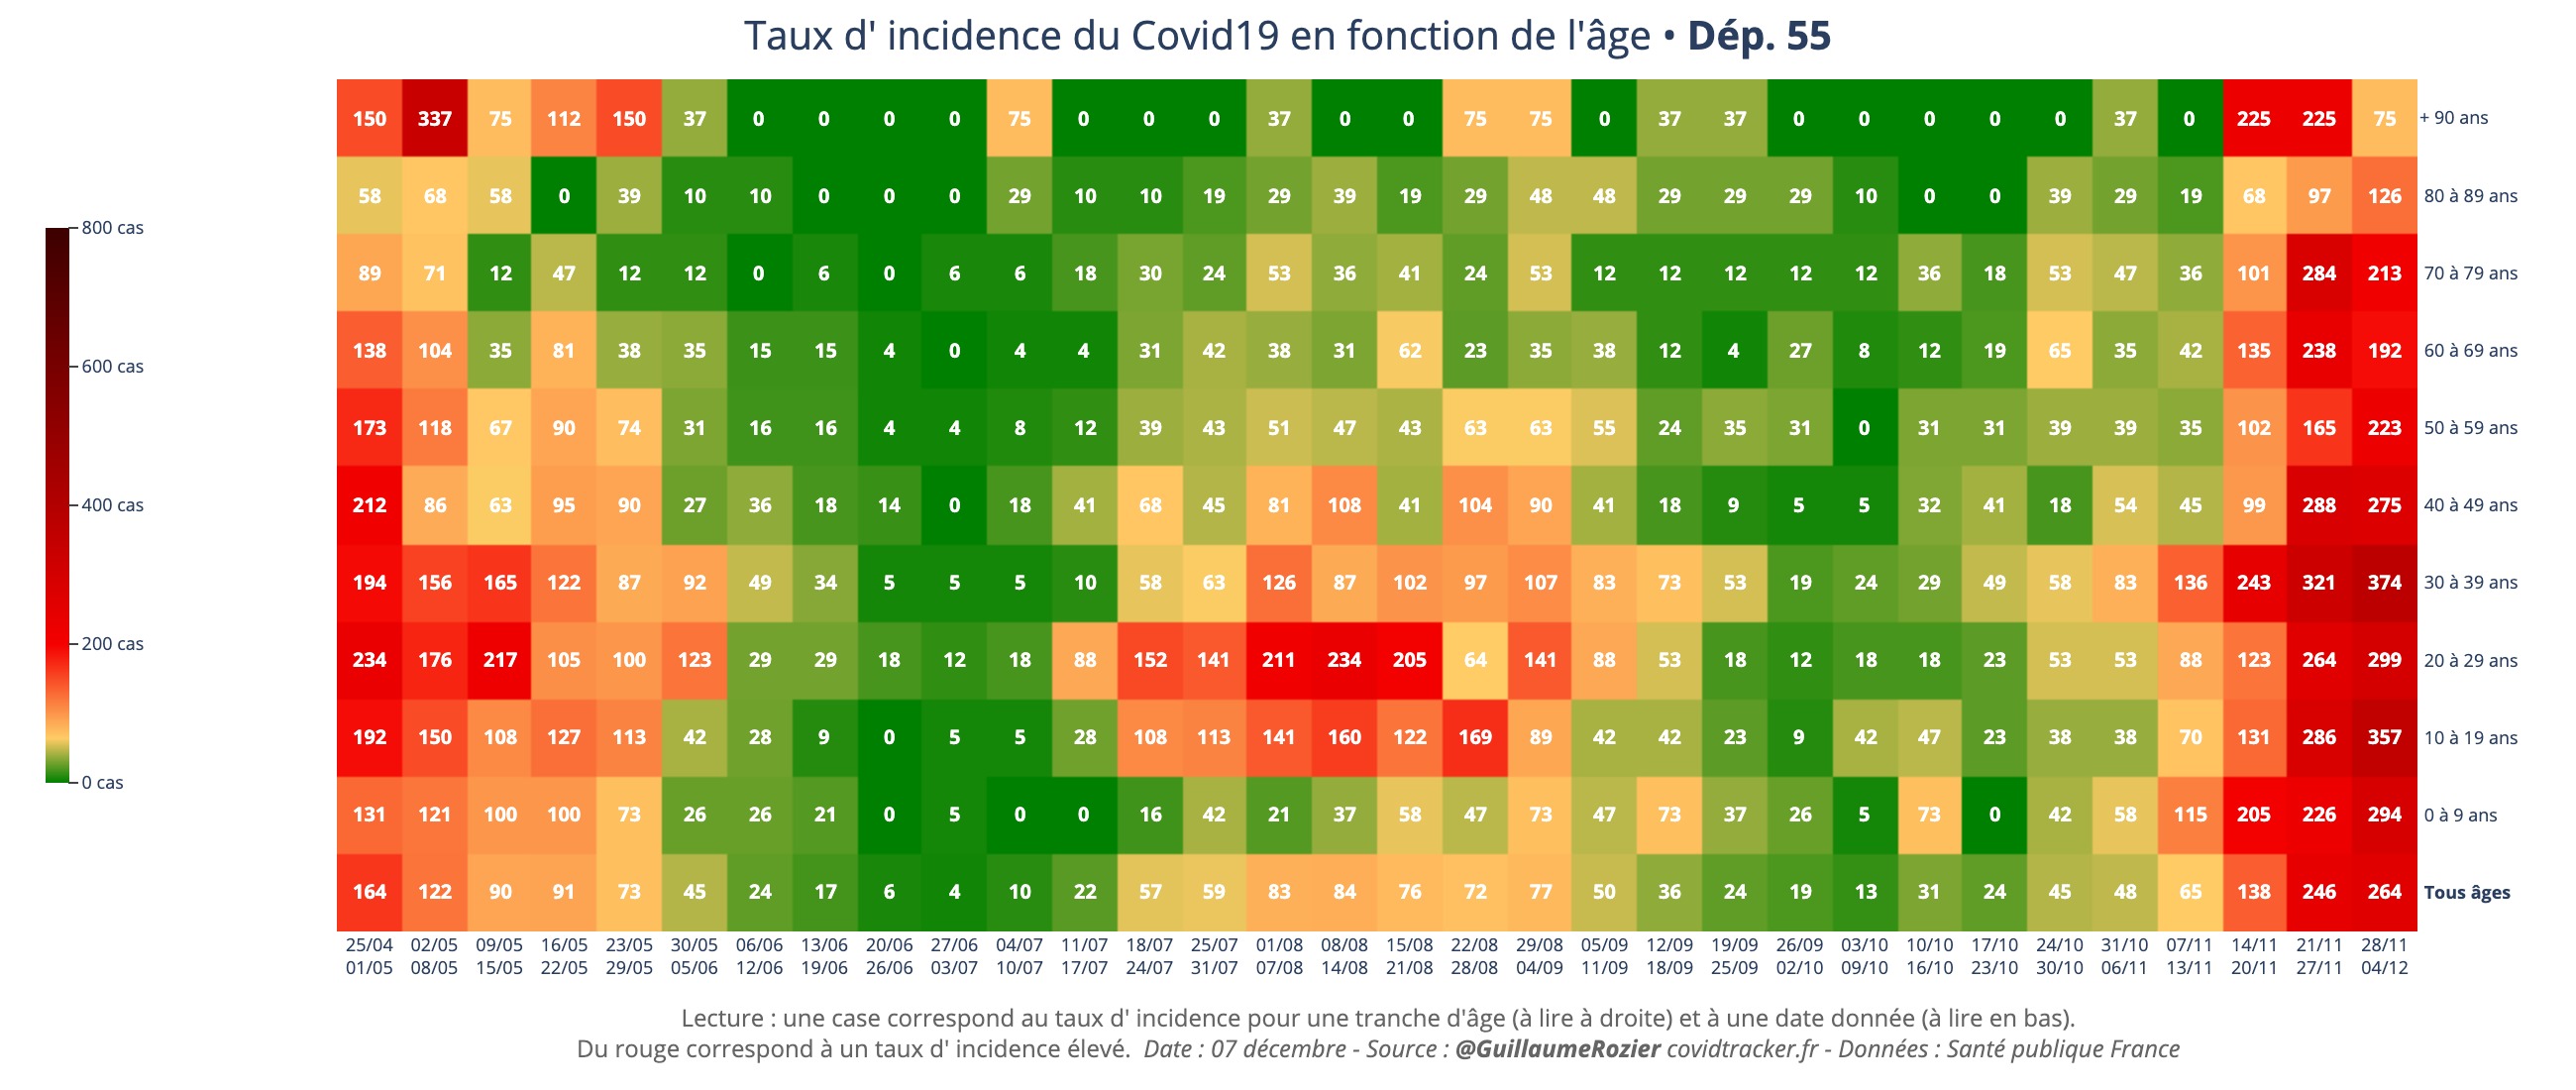 Taux d' incidence du Covid19 en fonction de l'âge • Dép. 55
800 cas
600 cas
400 cas
200 cas
0 cas
150 337 75 112 150 37 0 0 0 0 75 0 0 0 37 0 0 75 75 0 37 37 0 0 0 0 0 37 0 225 225 75 + 90 ans
58 68 58 0 39 10 10 0 0 0 29 10 10 19 29 39 19 29 48 48 29 29 29 10 0 0 39 29 19 68 97 126 80 à 89 ans
89 71 12 47 12 12 0 6 0 6 6 18 30 24 53 36 41 24 53 12 12 12 12 12 36 18 53 47 36 101 284 213 70 à 79 ans
138 104 35 81 38 35 15 15 4 0 4 4 31 42 38 31 62 23 35 38 12 4 27 8 12 19 65 35 42 135 238 192 60 à 69 ans
173 118 67 90 74 31 16 16 4 4 8 12 39 43 51 47 43 63 63 55 24 35 31 0 31 31 39 39 35 102 165 223 50 à 59 ans
212 86 63 95 90 27 36 18 14 0 18 41 68 45 81 108 41 104 90 41 18 9 5 5 32 41 18 54 45 99 288 275 40 à 49 ans
194 156 165 122 87 92 49 34 5 5 5 10 58 63 126 87 102 97 107 83 73 53 19 24 29 49 58 83 136 243 321 374 30 à 39 ans
234 176 217 105 100 123 29 29 18 12 18 88 152 141 211 234 205 64 141 88 53 18 12 18 18 23 53 53 88 123 264 299 20 à 29 ans
192 150 108 127 113 42 28 9 0 5 5 28 108 113 141 160 122 169 89 42 42 23 9 42 47 23 38 38 70 131 286 357 10 à 19 ans
131 121 100 100 73 26 26 21 0 5 0 0 16 42 21 37 58 47 73 47 73 37 26 5 73 0 42 58 115 205 226 294 0 à 9 ans
164 122 90 91 73 45 24 17 6 4 10 22 57 59 83 84 76 72 77 50 36 24 19 13 31 24 45 48 65 138 246 264 Tous âges
25/04 02/05 09/05 16/05 23/05 30/05 06/06 13/06 20/06 27/06 04/07 11/07 18/07 25/07 01/08 08/08 15/08 22/08 29/08 05/09 12/09 19/09 26/09 03/10 10/10 17/10 24/10 31/10 07/11 14/11 21/11 28/11
01/05 08/05 15/05 22/05 29/05 05/06 12/06 19/06 26/06 03/07 10/07 17/07 24/07 31/07 07/08 14/08 21/08 28/08 04/09 11/09 18/09 25/09 02/10 09/10 16/10 23/10 30/10 06/11 13/11 20/11 27/11 04/12
Lecture : une case correspond au taux d' incidence pour une tranche d'âge (à lire à droite) et à une date donnée (à lire en bas).
Du rouge correspond à un taux d' incidence élevé. Date : 07 décembre - Source : @GuillaumeRozier covidtracker.fr - Données : Santé publique France